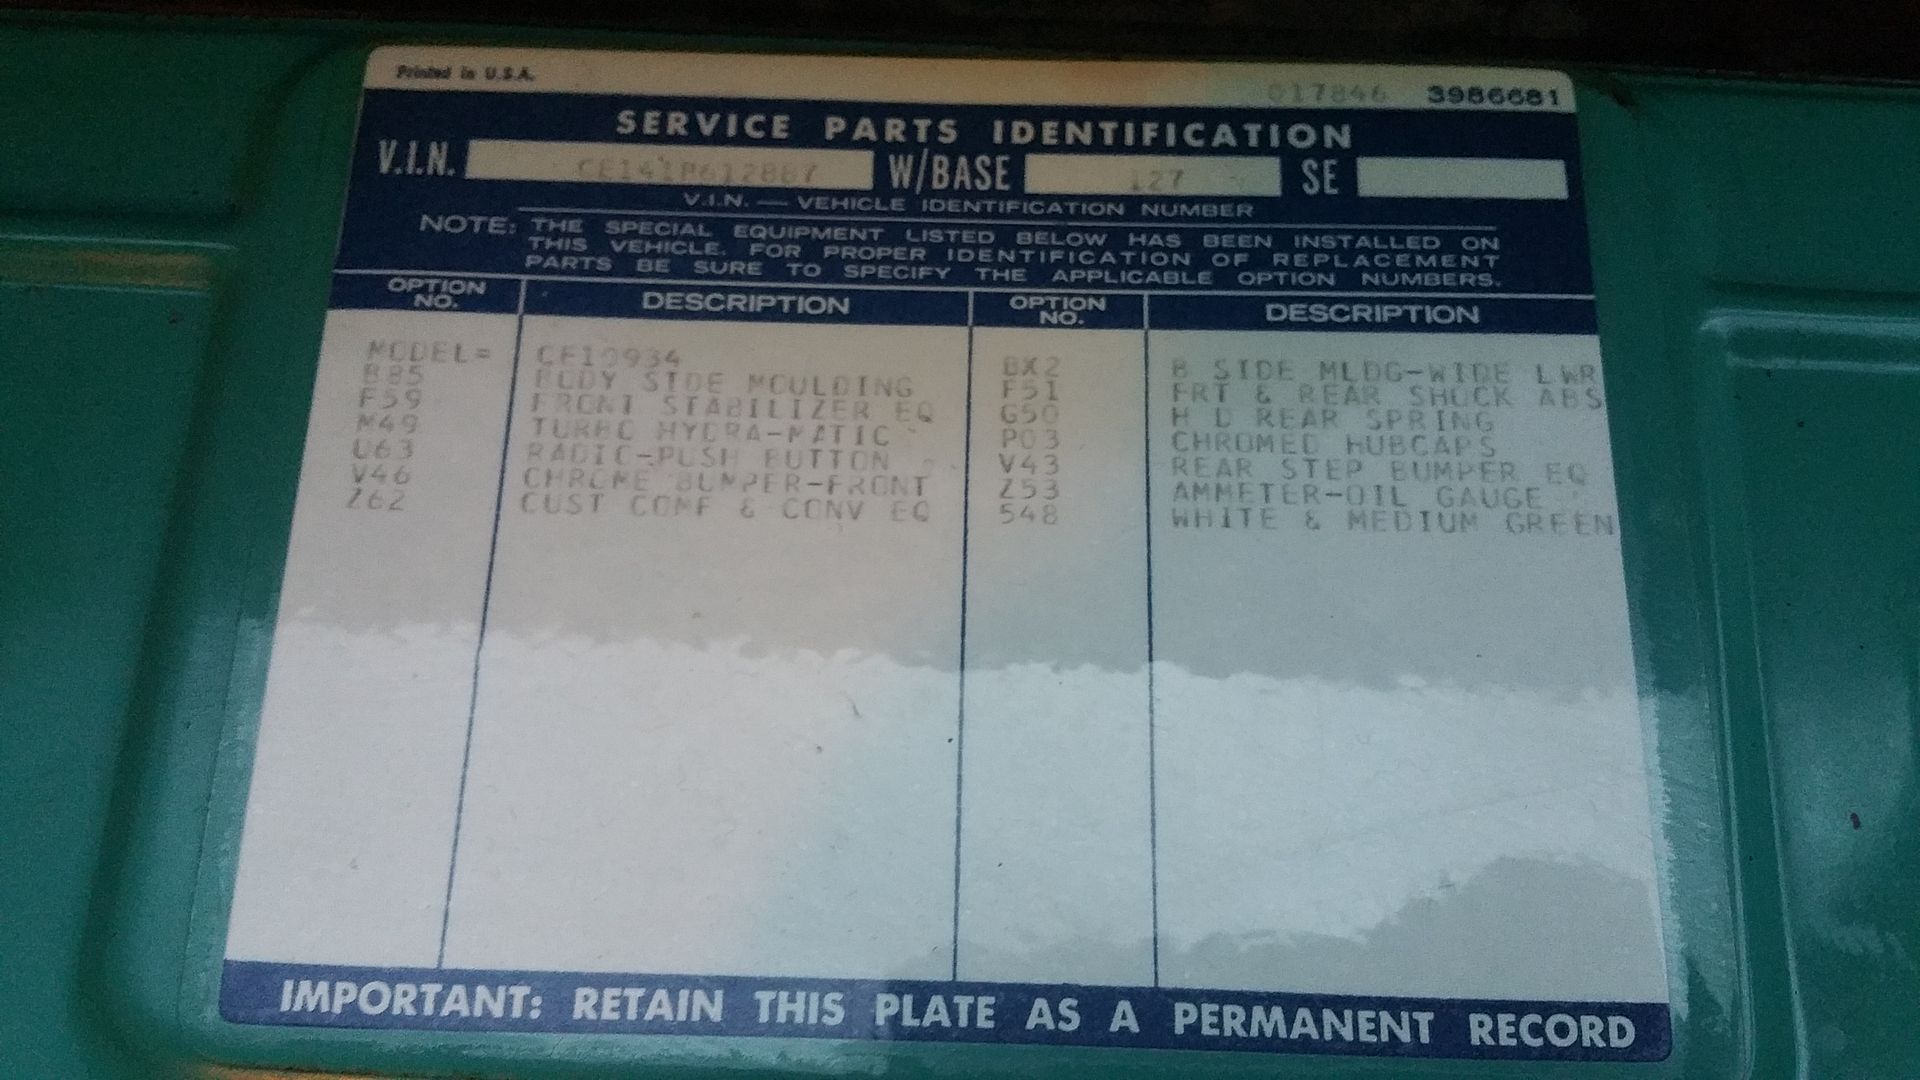 Printed in U.S.A.
017846 3986681
SERVICE PARTS IDENTIFICATION
V.I.N. W/BASE 127 SE
V.I.N. — VEHICLE IDENTIFICATION NUMBER
NOTE: THE SPECIAL EQUIPMENT LISTED BELOW HAS BEEN INSTALLED ON
THIS VEHICLE. FOR PROPER IDENTIFICATION OF REPLACEMENT
PARTS BE SURE TO SPECIFY THE APPLICABLE OPTION NUMBERS.
OPTION NO. DESCRIPTION OPTION NO. DESCRIPTION
MODEL= CE10934 BX2 B SIDE MLDG-WIDE LWR
B85 BODY SIDE MOULDING F51 FRT & REAR SHOCK ABS
F59 FRONT STABILIZER EQ G50 H D REAR SPRING
M49 TURBO HYDRA-MATIC P03 CHROMED HUBCAPS
U63 RADIO-PUSH BUTTON V43 REAR STEP BUMPER EQ
V46 CHROME BUMPER-FRONT Z53 AMMETER-OIL GAUGE
Z62 CUST COMF & CONV EQ 548 WHITE & MEDIUM GREEN
IMPORTANT: RETAIN THIS PLATE AS A PERMANENT RECORD